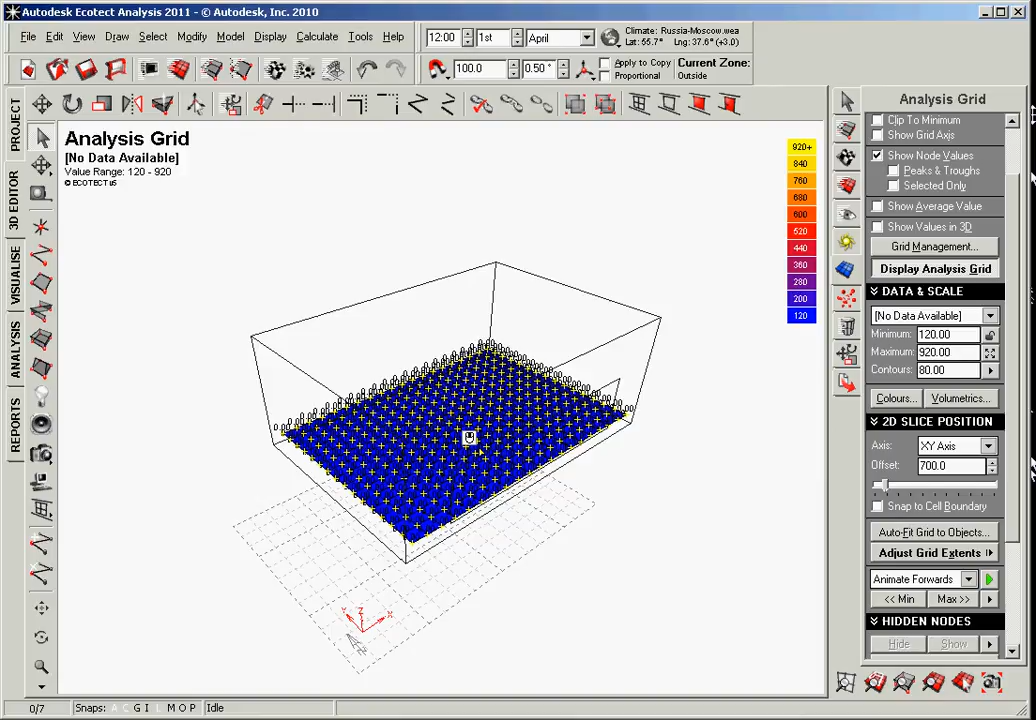 Autodesk Ecotect Analysis 2011 - © Autodesk, Inc. 2010
File Edit View Draw Select Modify Model Display Calculate Tools Help
12:00 1st April
Climate: Russia-Moscow.wea
Lat: 55.7° Lng: 37.6° (+3.0)
100.0 0.50°
Apply to Copy
Proportional
Current Zone:
Outside
PROJECT
3D EDITOR
VISUALISE
ANALYSIS
REPORTS
Analysis Grid
[No Data Available]
Value Range: 120 - 920
© ECOTECT v5
920+
840
760
680
600
520
440
360
280
200
120
Y Z X
Analysis Grid
Clip To Minimum
Show Grid Axis
Show Node Values
Peaks & Troughs
Selected Only
Show Average Value
Show Values in 3D
Grid Management...
Display Analysis Grid
DATA & SCALE
[No Data Available]
Minimum: 120.00
Maximum: 920.00
Contours: 80.00
Colours... Volumetrics...
2D SLICE POSITION
Axis: XY Axis
Offset: 700.0
Snap to Cell Boundary
Auto-Fit Grid to Objects...
Adjust Grid Extents
Animate Forwards
<< Min Max >>
HIDDEN NODES
Hide Show
0/7 Snaps: A C G I L M O P Idle